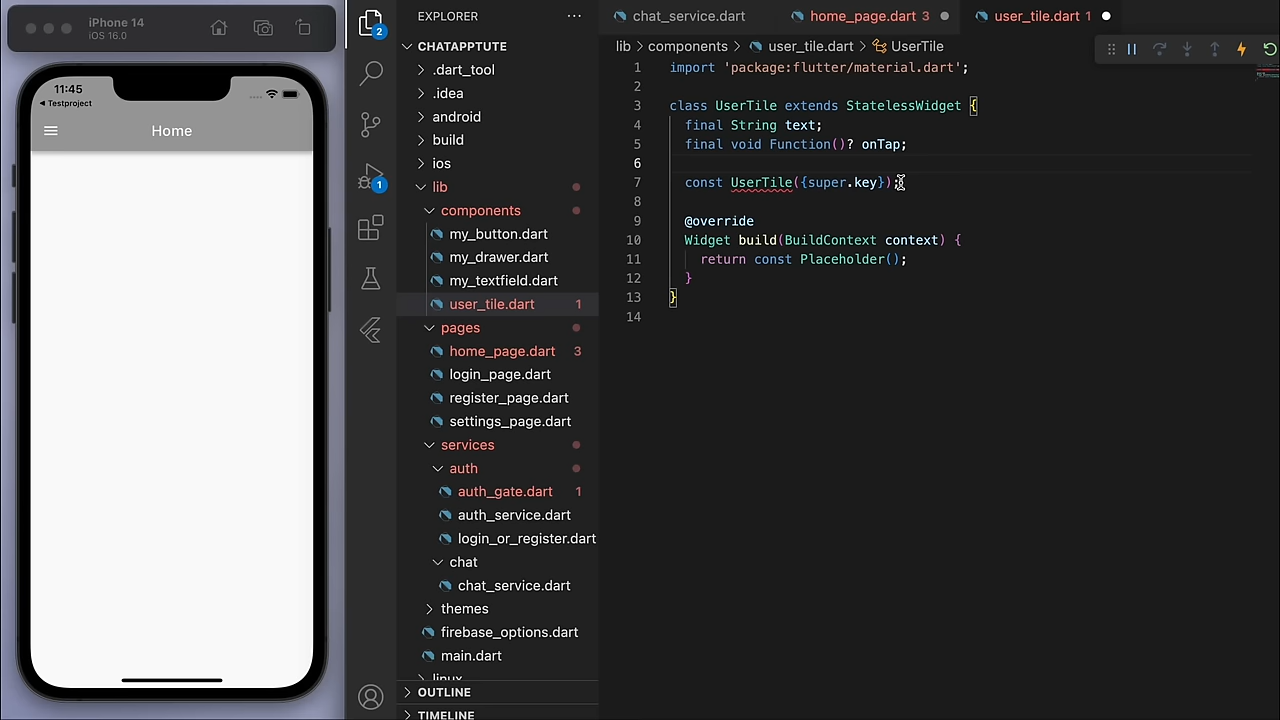 iPhone 14
iOS 16.0
11:45
Testproject
Home
2
1
EXPLORER
CHATAPPTUTE
.dart_tool
.idea
android
build
ios
lib
components
my_button.dart
my_drawer.dart
my_textfield.dart
user_tile.dart 1
pages
home_page.dart 3
login_page.dart
register_page.dart
settings_page.dart
services
auth
auth_gate.dart 1
auth_service.dart
login_or_register.dart
chat
chat_service.dart
themes
firebase_options.dart
main.dart
linux
OUTLINE
TIMELINE
chat_service.dart home_page.dart 3 user_tile.dart 1
lib > components > user_tile.dart > UserTile
1 import 'package:flutter/material.dart';
2
3 class UserTile extends StatelessWidget {
4 final String text;
5 final void Function()? onTap;
6
7 const UserTile({super.key});
8
9 @override
10 Widget build(BuildContext context) {
11 return const Placeholder();
12 }
13 }
14